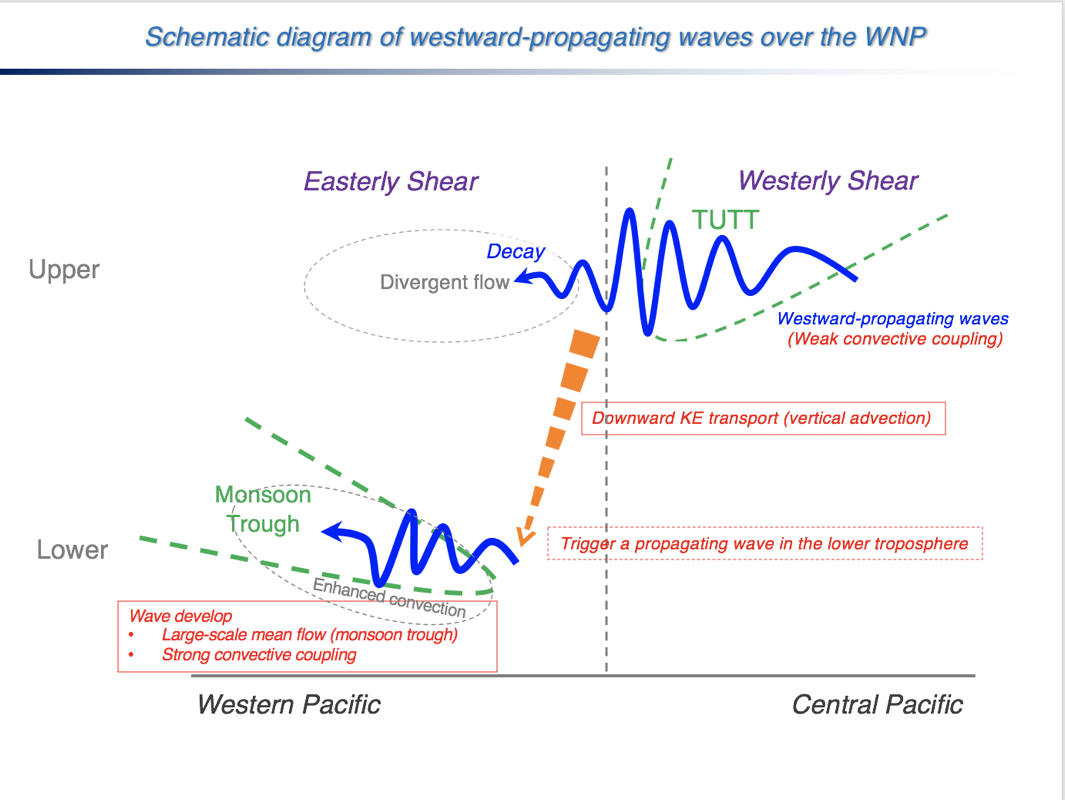 Schematic diagram of westward-propagating waves over the WNP
Easterly Shear
Westerly Shear
TUTT
Upper
Decay
Divergent flow
Westward-propagating waves
(Weak convective coupling)
Downward KE transport (vertical advection)
Monsoon
Trough
Lower
Trigger a propagating wave in the lower troposphere
Enhanced convection
Wave develop
• Large-scale mean flow (monsoon trough)
• Strong convective coupling
Western Pacific
Central Pacific